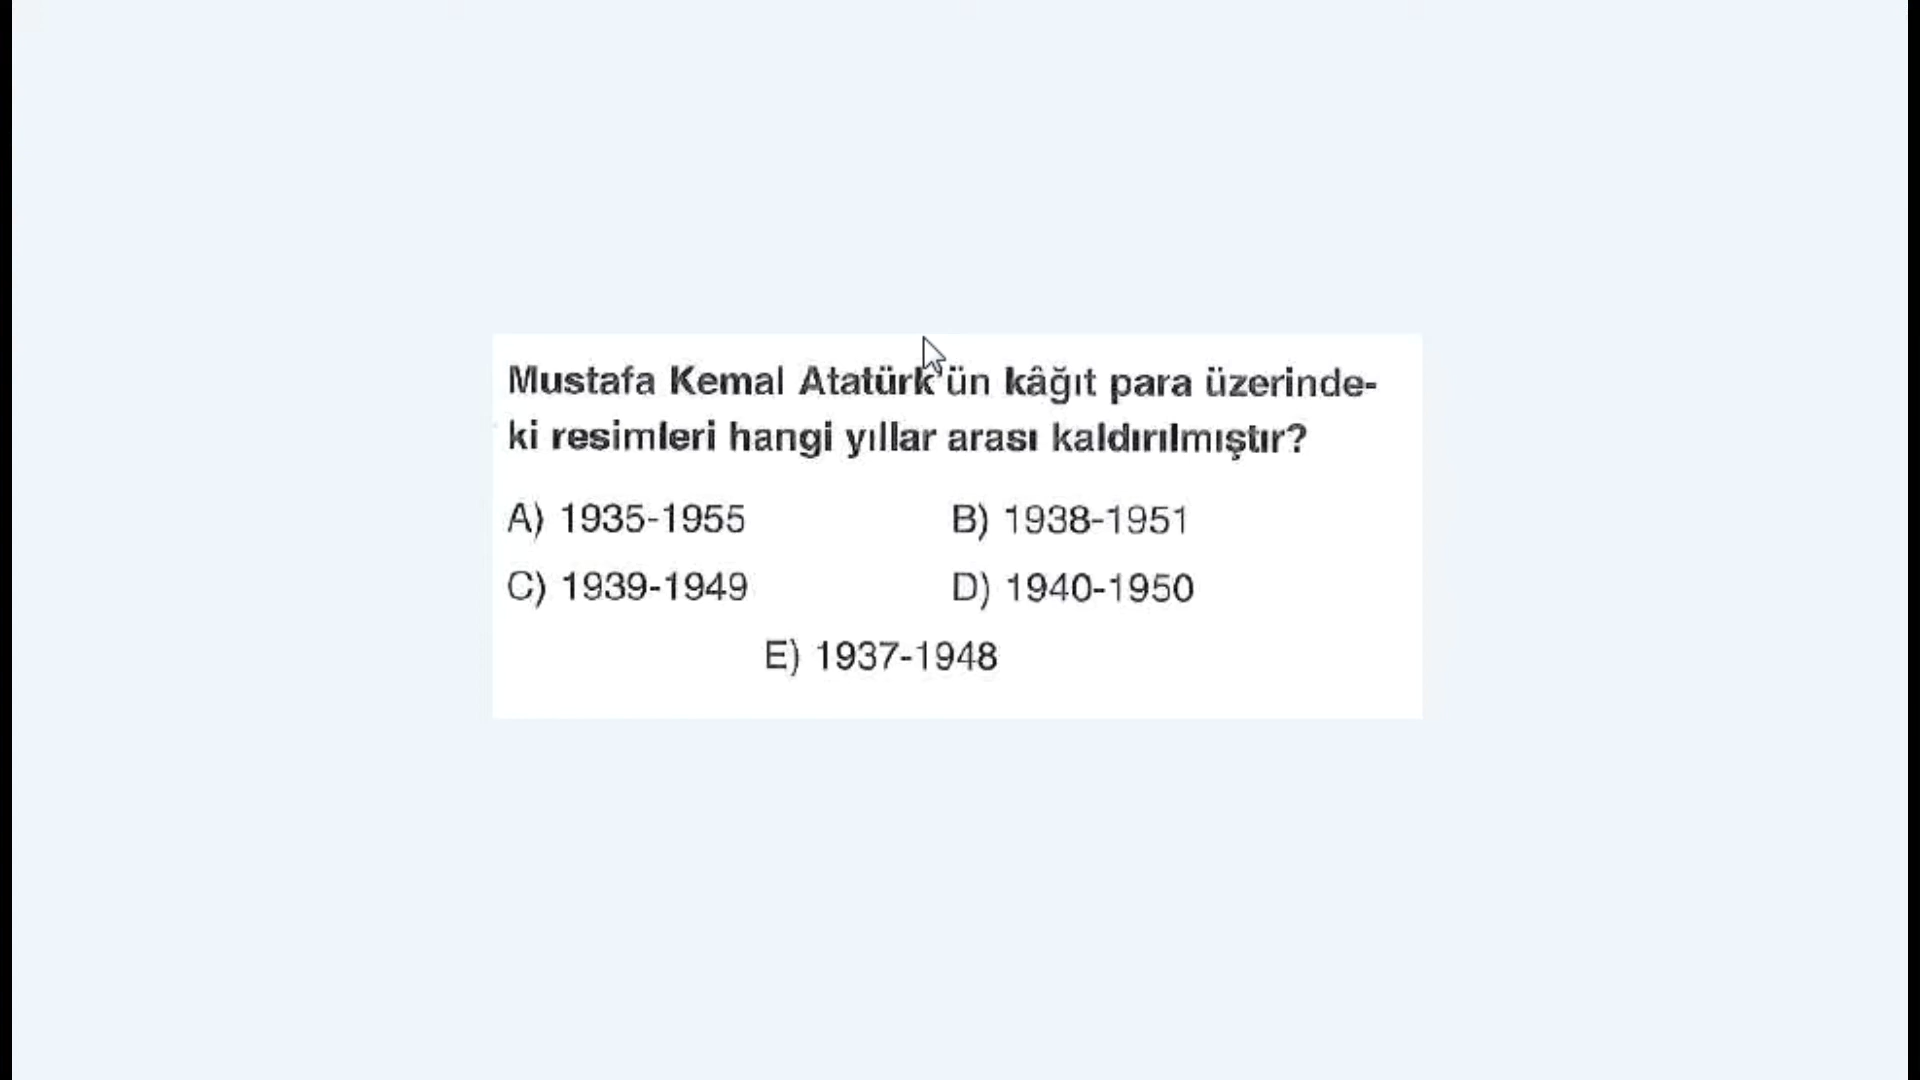 Mustafa Kemal Atatürk'ün kâğıt para üzerinde-
ki resimleri hangi yıllar arası kaldırılmıştır?
A) 1935-1955 B) 1938-1951
C) 1939-1949 D) 1940-1950
E) 1937-1948